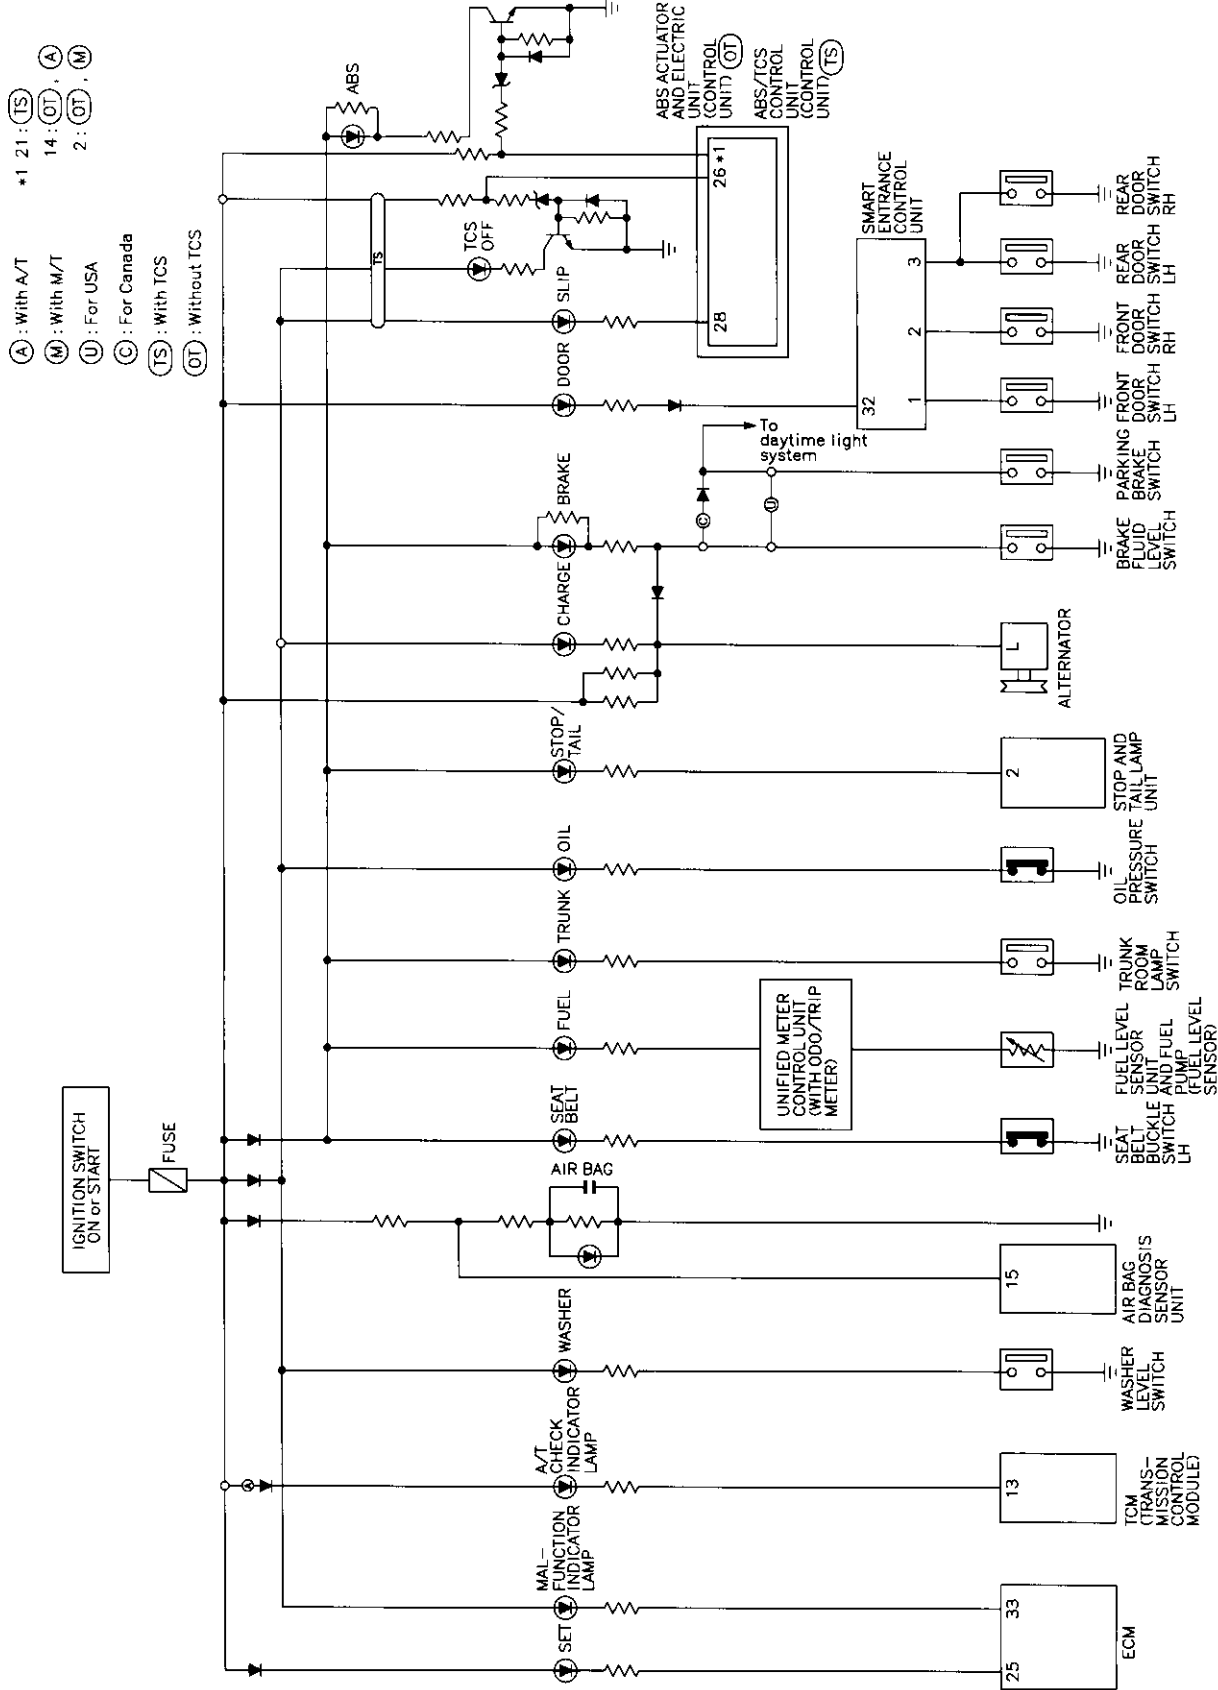 IGNITION SWITCH
ON or START
FUSE
Ⓐ : With A/T
Ⓜ : With M/T
Ⓤ : For USA
Ⓒ : For Canada
TS : With TCS
OT : Without TCS
*1 21 : TS
14 : OT , Ⓐ
2 : OT , Ⓜ
A
TS
SET
MAL-
FUNCTION
INDICATOR
LAMP
A/T
CHECK
INDICATOR
LAMP
WASHER
AIR BAG
SEAT
BELT
FUEL
TRUNK
OIL
STOP/
TAIL
CHARGE
BRAKE
DOOR
SLIP
TCS
OFF
ABS
C
U
To
daytime light
system
UNIFIED METER
CONTROL UNIT
(WITH ODO/TRIP
METER)
28
26
*1
ABS ACTUATOR
AND ELECTRIC
UNIT
(CONTROL
UNIT) OT
ABS/TCS
CONTROL
UNIT
(CONTROL
UNIT) TS
32
1
2
3
SMART
ENTRANCE
CONTROL
UNIT
25
33
ECM
13
TCM
(TRANS-
MISSION
CONTROL
MODULE)
WASHER
LEVEL
SWITCH
15
AIR BAG
DIAGNOSIS
SENSOR
UNIT
SEAT
BELT
BUCKLE
SWITCH
LH
FUEL LEVEL
SENSOR
UNIT
AND FUEL
PUMP
(FUEL LEVEL
SENSOR)
TRUNK
ROOM
LAMP
SWITCH
OIL
PRESSURE
SWITCH
2
STOP AND
TAIL LAMP
UNIT
L
ALTERNATOR
BRAKE
FLUID
LEVEL
SWITCH
PARKING
BRAKE
SWITCH
FRONT
DOOR
SWITCH
LH
FRONT
DOOR
SWITCH
RH
REAR
DOOR
SWITCH
LH
REAR
DOOR
SWITCH
RH